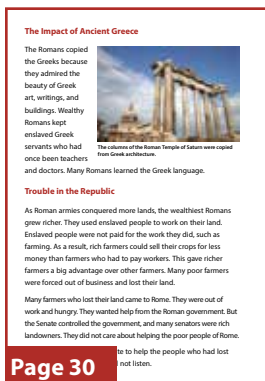 The Impact of Ancient Greece
The Romans copied
the Greeks because
they admired the
beauty of Greek
art, writings, and
buildings. Wealthy
Romans kept
enslaved Greek
servants who had
once been teachers
The columns of the Roman Temple of Saturn were copied
from Greek architecture.
and doctors. Many Romans learned the Greek language.
Trouble in the Republic
As Roman armies conquered more lands, the wealthiest Romans
grew richer. They used enslaved people to work on their land.
Enslaved people were not paid for the work they did, such as
farming. As a result, rich farmers could sell their crops for less
money than farmers who had to pay workers. This gave richer
farmers a big advantage over other farmers. Many poor farmers
were forced out of business and lost their land.
Many farmers who lost their land came to Rome. They were out of
work and hungry. They wanted help from the Roman government. But
the Senate controlled the government, and many senators were rich
landowners. They did not care about helping the poor people of Rome.
to help the people who had lost
not listen.
Page 30